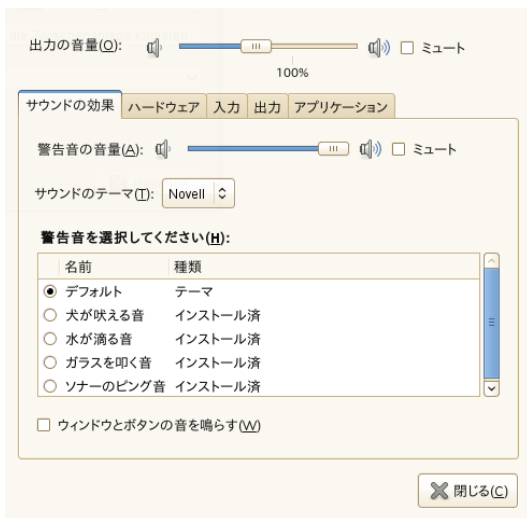 出力の音量(O): ミュート
100%
サウンドの効果 ハードウェア 入力 出力 アプリケーション
警告音の音量(A): ミュート
サウンドのテーマ(T): Novell
警告音を選択してください(H):
名前 種類
デフォルト テーマ
犬が吠える音 インストール済
水が滴る音 インストール済
ガラスを叩く音 インストール済
ソナーのピング音 インストール済
ウィンドウとボタンの音を鳴らす(W)
閉じる(C)